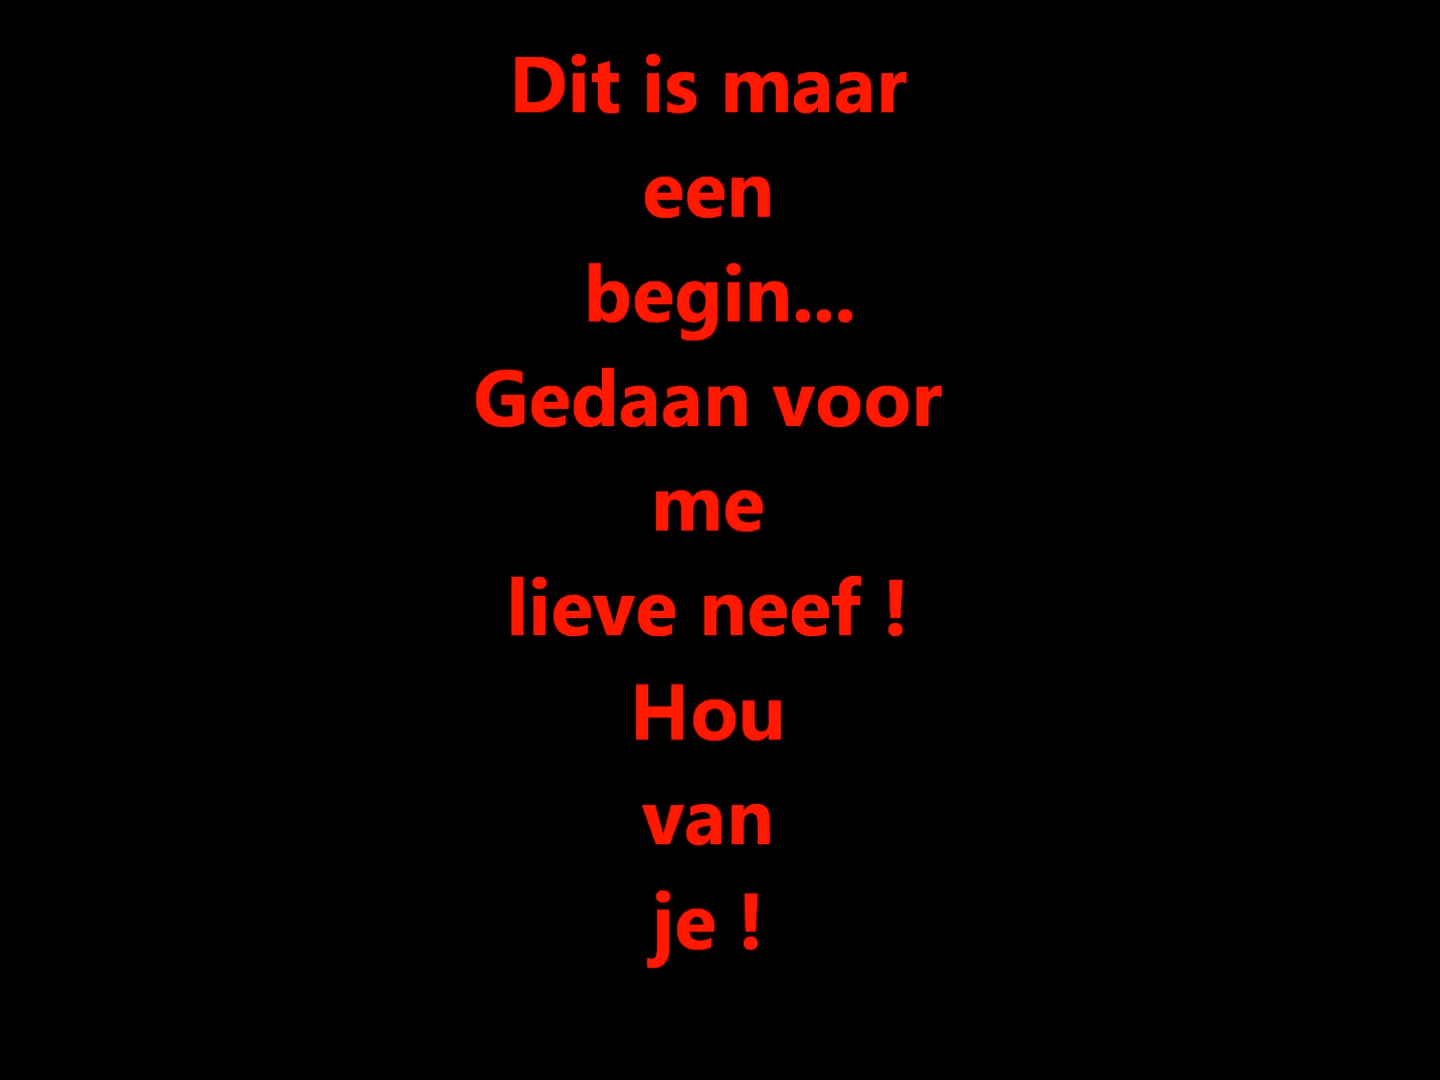 Dit is maar
een
begin...
Gedaan voor
me
lieve neef !
Hou
van
je !